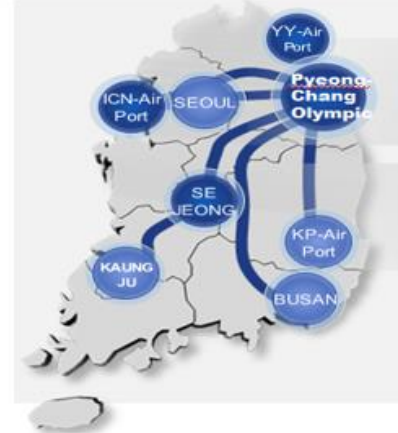 YY-Air
Port
Pyeong-
Chang
Olympic
ICN-Air
Port
SEOUL
SE
JEONG
KP-Air
Port
KAUNG
JU
BUSAN